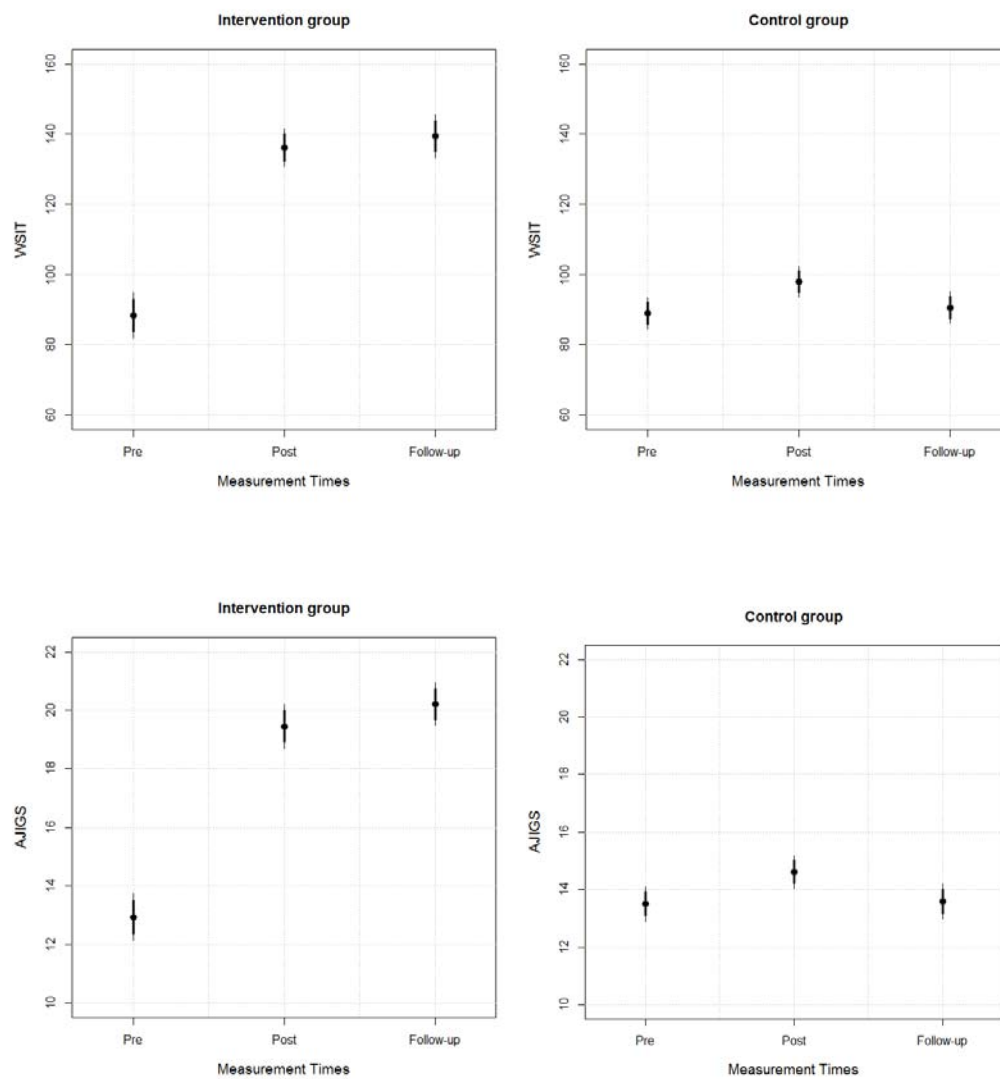 Intervention group
WSIT
160
140
120
100
80
60
Pre Post Follow-up
Measurement Times
Control group
WSIT
160
140
120
100
80
60
Pre Post Follow-up
Measurement Times
Intervention group
AJIGS
22
20
18
16
14
12
10
Pre Post Follow-up
Measurement Times
Control group
AJIGS
22
20
18
16
14
12
10
Pre Post Follow-up
Measurement Times